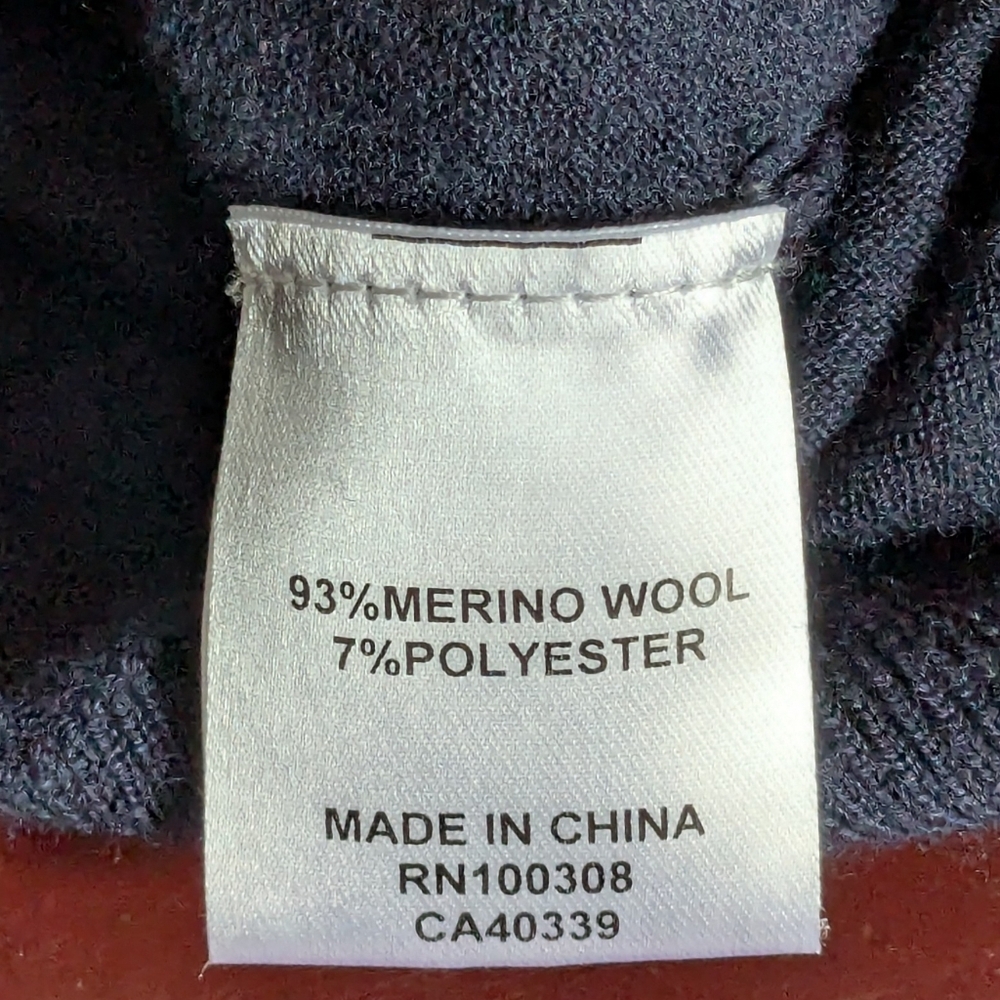 93%MERINO WOOL
7%POLYESTER
MADE IN CHINA
RN100308
CA40339